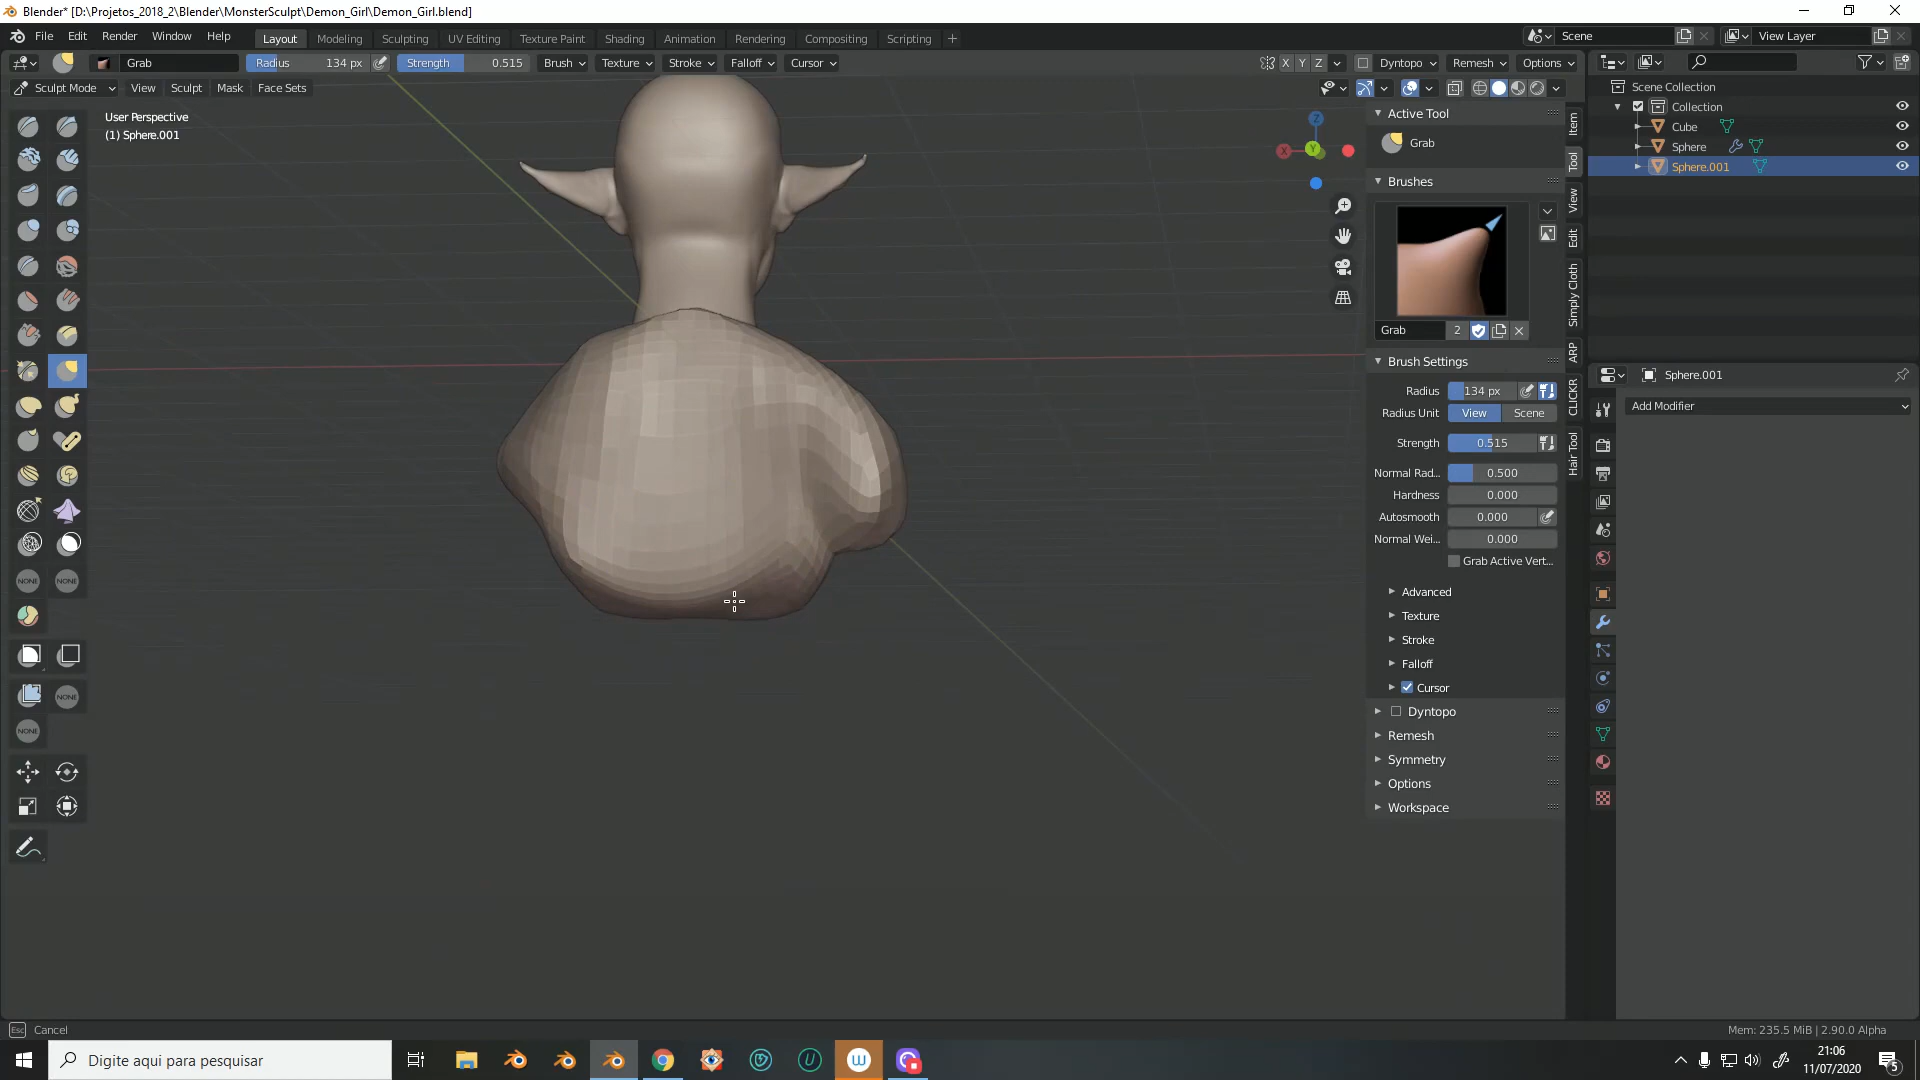 Blender* [D:\Projetos_2018_2\Blender\MonsterSculpt\Demon_Girl\Demon_Girl.blend]
File Edit Render Window Help
Layout Modeling Sculpting UV Editing Texture Paint Shading Animation Rendering Compositing Scripting
Scene View Layer
Grab Radius 134 px Strength 0.515 Brush Texture Stroke Falloff Cursor X Y Z Dyntopo Remesh Options
Sculpt Mode View Sculpt Mask Face Sets
User Perspective
(1) Sphere.001
Z
X
Y
NONE NONE
NONE
NONE
Active Tool
Grab
Brushes
Grab 2
Brush Settings
Radius 134 px
Radius Unit View Scene
Strength 0.515
Normal Rad... 0.500
Hardness 0.000
Autosmooth 0.000
Normal Wei... 0.000
Grab Active Vert...
Advanced
Texture
Stroke
Falloff
Cursor
Dyntopo
Remesh
Symmetry
Options
Workspace
Item
Tool
View
Edit
Simply Cloth
ARP
CLICKR
Hair Tool
Scene Collection
Collection
Cube
Sphere
Sphere.001
Sphere.001
Add Modifier
Esc Cancel
Mem: 235.5 MiB | 2.90.0 Alpha
Digite aqui para pesquisar
U
W
21:06
11/07/2020
5